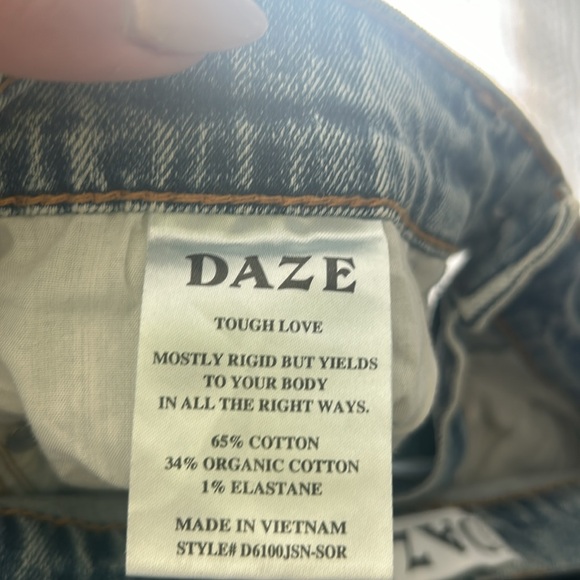 DAZE
TOUGH LOVE
MOSTLY RIGID BUT YIELDS
TO YOUR BODY
IN ALL THE RIGHT WAYS.
65% COTTON
34% ORGANIC COTTON
1% ELASTANE
MADE IN VIETNAM
STYLE# D6100JSN-SOR
DAZE